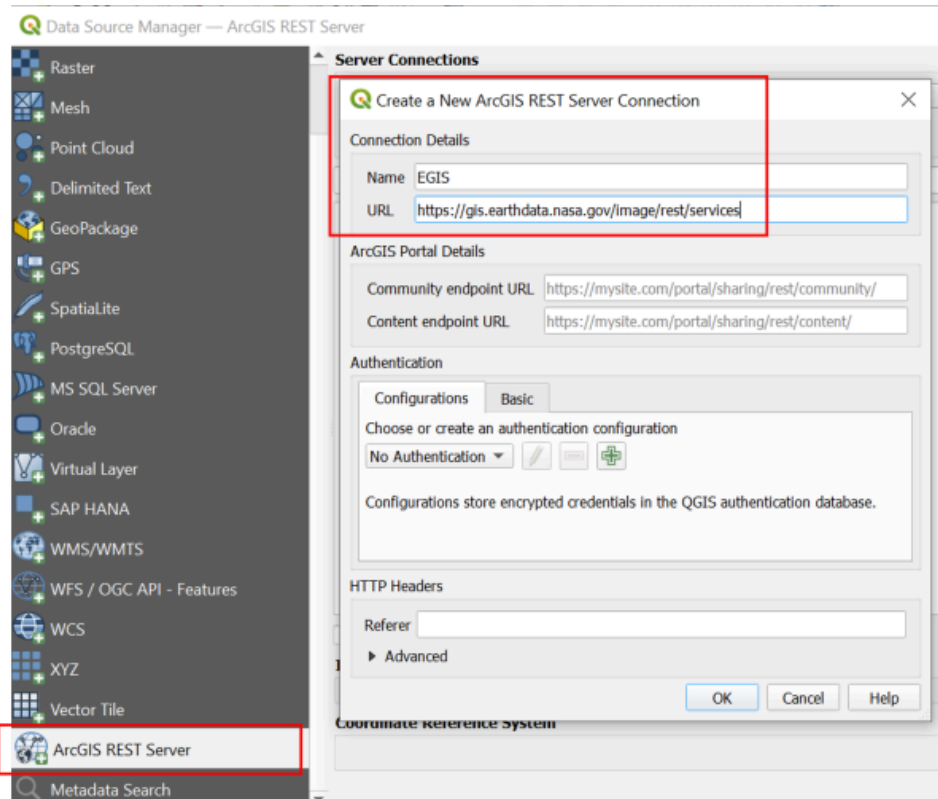 Data Source Manager — ArcGIS REST Server
Raster
Mesh
Point Cloud
Delimited Text
GeoPackage
GPS
SpatiaLite
PostgreSQL
MS SQL Server
Oracle
Virtual Layer
SAP HANA
WMS/WMTS
WFS / OGC API - Features
WCS
XYZ
Vector Tile
ArcGIS REST Server
Metadata Search
Server Connections
Create a New ArcGIS REST Server Connection
Connection Details
Name EGIS
URL https://gis.earthdata.nasa.gov/image/rest/services
ArcGIS Portal Details
Community endpoint URL https://mysite.com/portal/sharing/rest/community/
Content endpoint URL https://mysite.com/portal/sharing/rest/content/
Authentication
Configurations Basic
Choose or create an authentication configuration
No Authentication
Configurations store encrypted credentials in the QGIS authentication database.
HTTP Headers
Referer
Advanced
OK Cancel Help
Coordinate Reference System